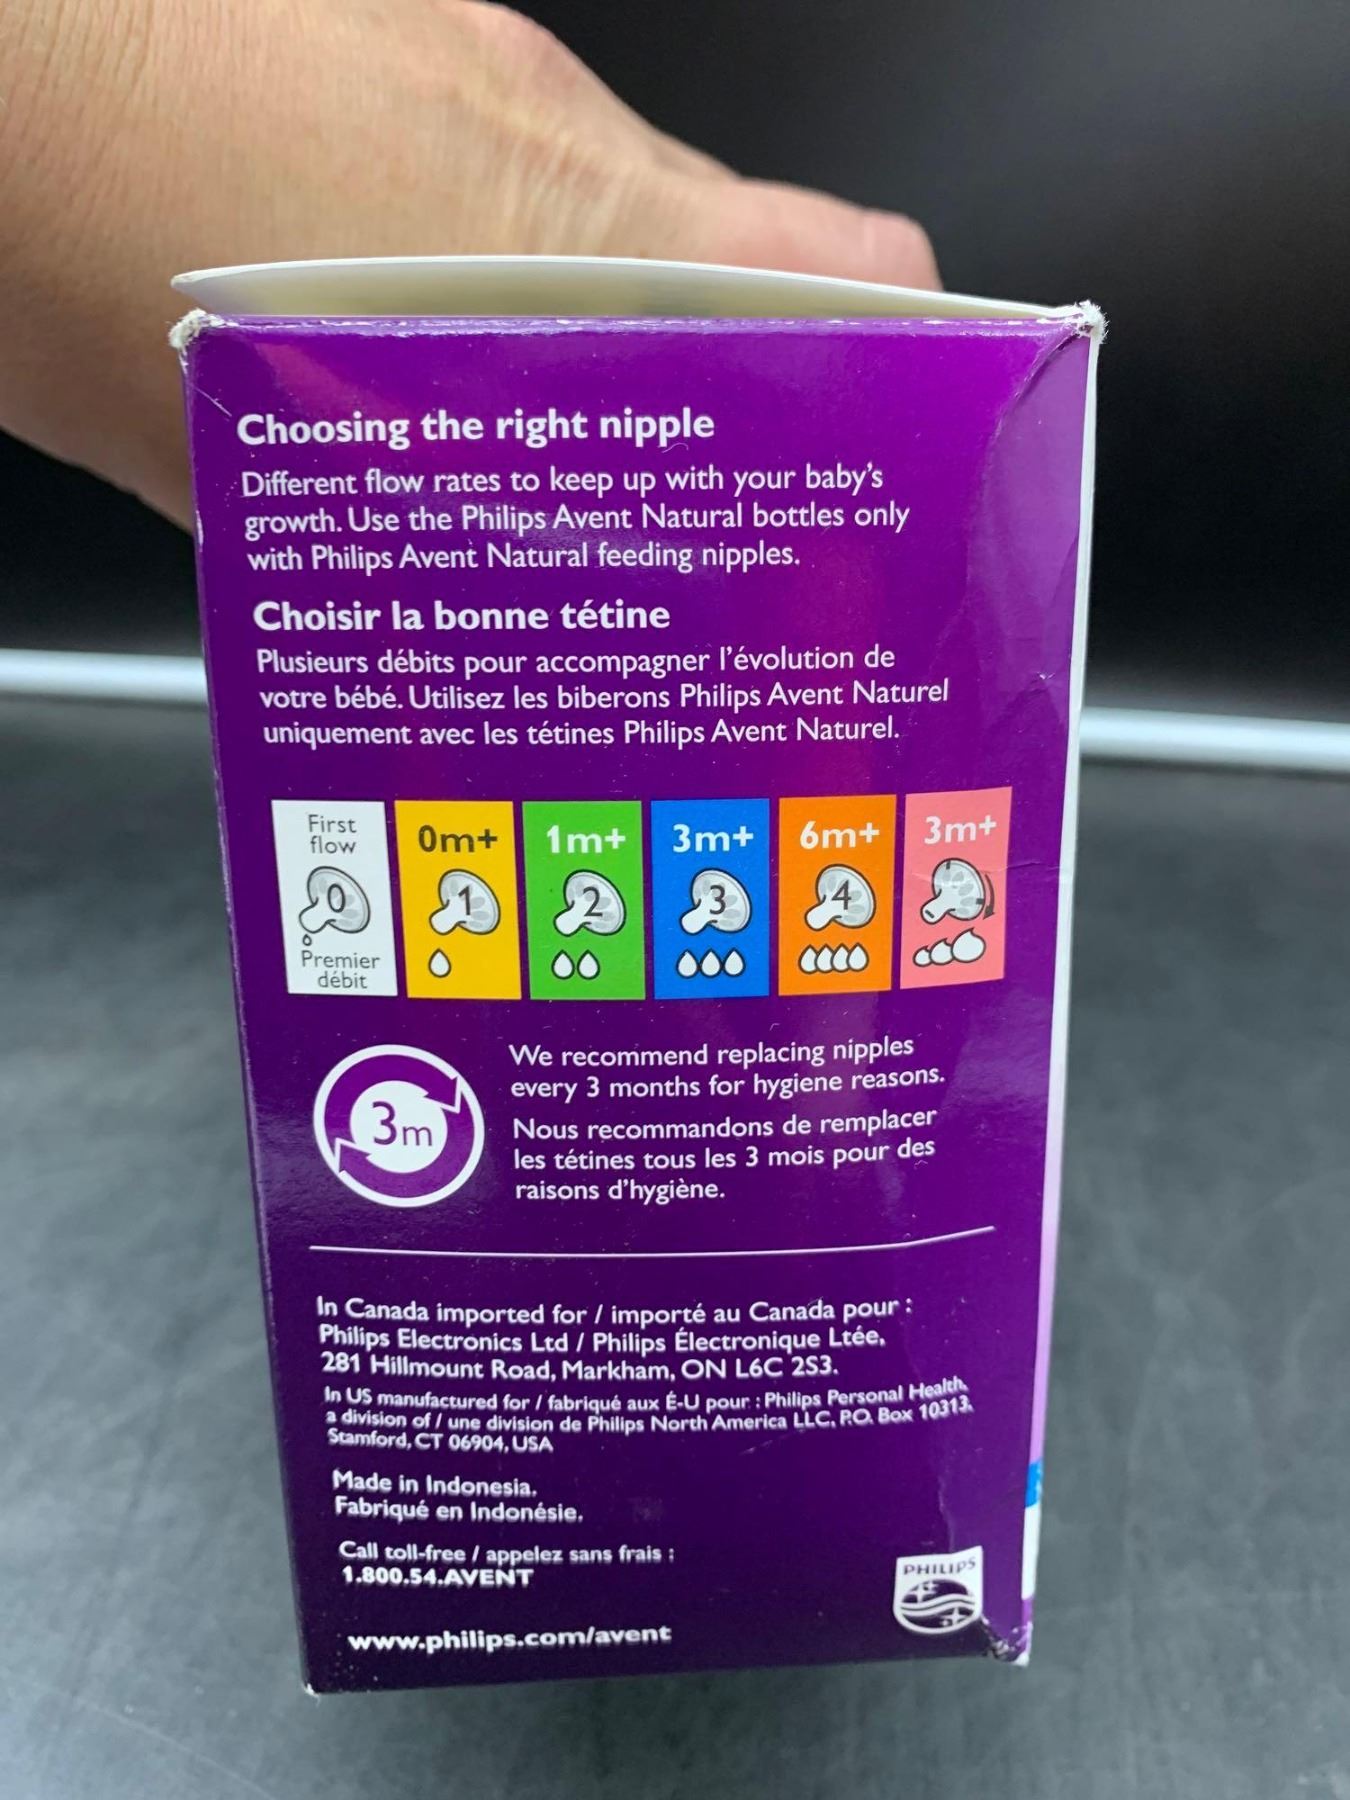 Choosing the right nipple
Different flow rates to keep up with your baby's
growth. Use the Philips Avent Natural bottles only
with Philips Avent Natural feeding nipples.
Choisir la bonne tétine
Plusieurs débits pour accompagner l'évolution de
votre bébé. Utilisez les biberons Philips Avent Naturel
uniquement avec les tétines Philips Avent Naturel.
First
flow
0
Premier
débit
0m+
1
1m+
2
3m+
3
6m+
4
3m+
3m
We recommend replacing nipples
every 3 months for hygiene reasons.
Nous recommandons de remplacer
les tétines tous les 3 mois pour des
raisons d'hygiène.
In Canada imported for / importé au Canada pour :
Philips Electronics Ltd / Philips Électronique Ltée.
281 Hillmount Road, Markham, ON L6C 2S3.
In US manufactured for / fabriqué aux É-U pour : Philips Personal Health,
a division of / une division de Philips North America LLC, P.O. Box 10313,
Stamford, CT 06904, USA
Made in Indonesia.
Fabriqué en Indonésie.
Call toll-free / appelez sans frais :
1.800.54.AVENT
www.philips.com/avent
PHILIPS